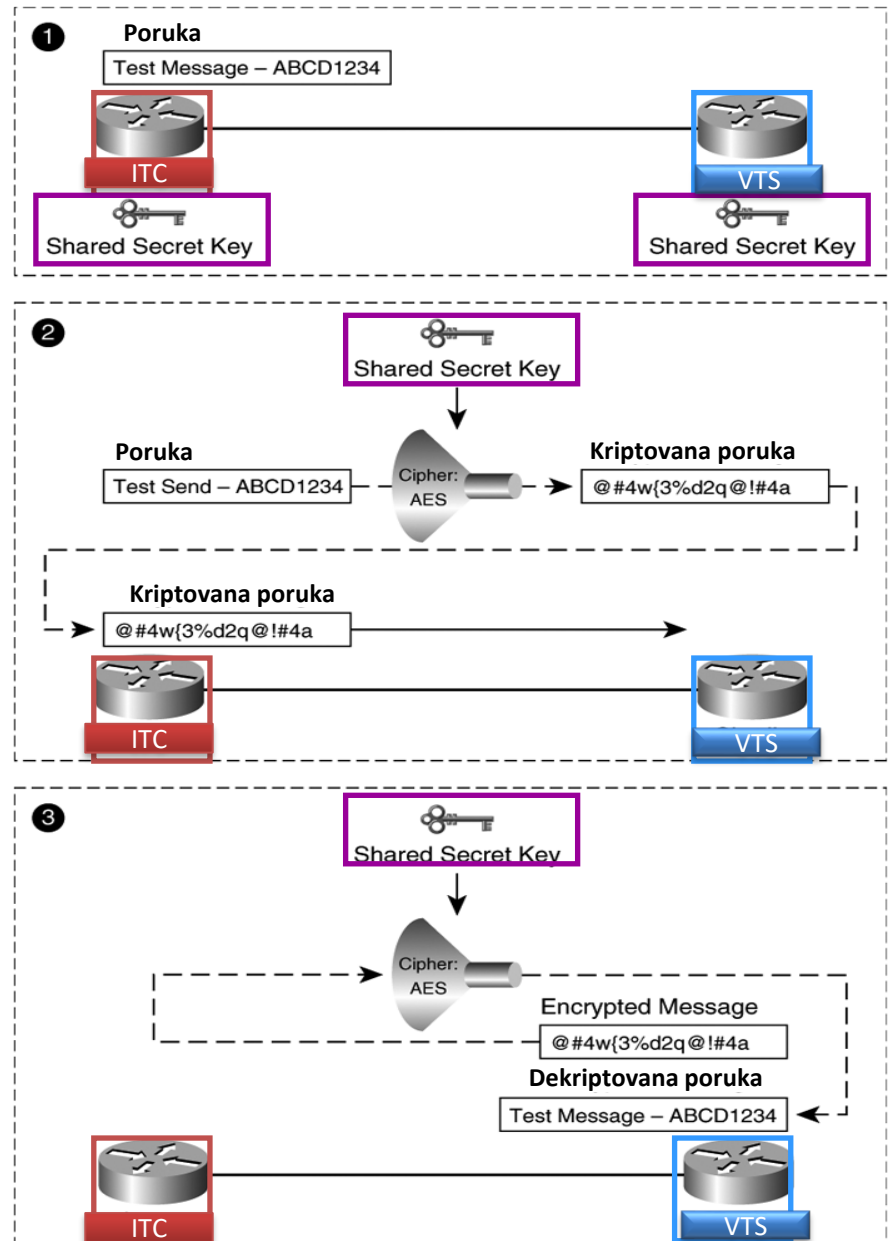 1
Poruka
Test Message – ABCD1234
ITC
VTS
Shared Secret Key
Shared Secret Key
2
Shared Secret Key
Poruka
Kriptovana poruka
Test Send – ABCD1234
Cipher:
AES
@#4w{3%d2q@!#4a
Kriptovana poruka
@#4w{3%d2q@!#4a
ITC
VTS
3
Shared Secret Key
Cipher:
AES
Encrypted Message
@#4w{3%d2q@!#4a
Dekriptovana poruka
Test Message – ABCD1234
ITC
VTS